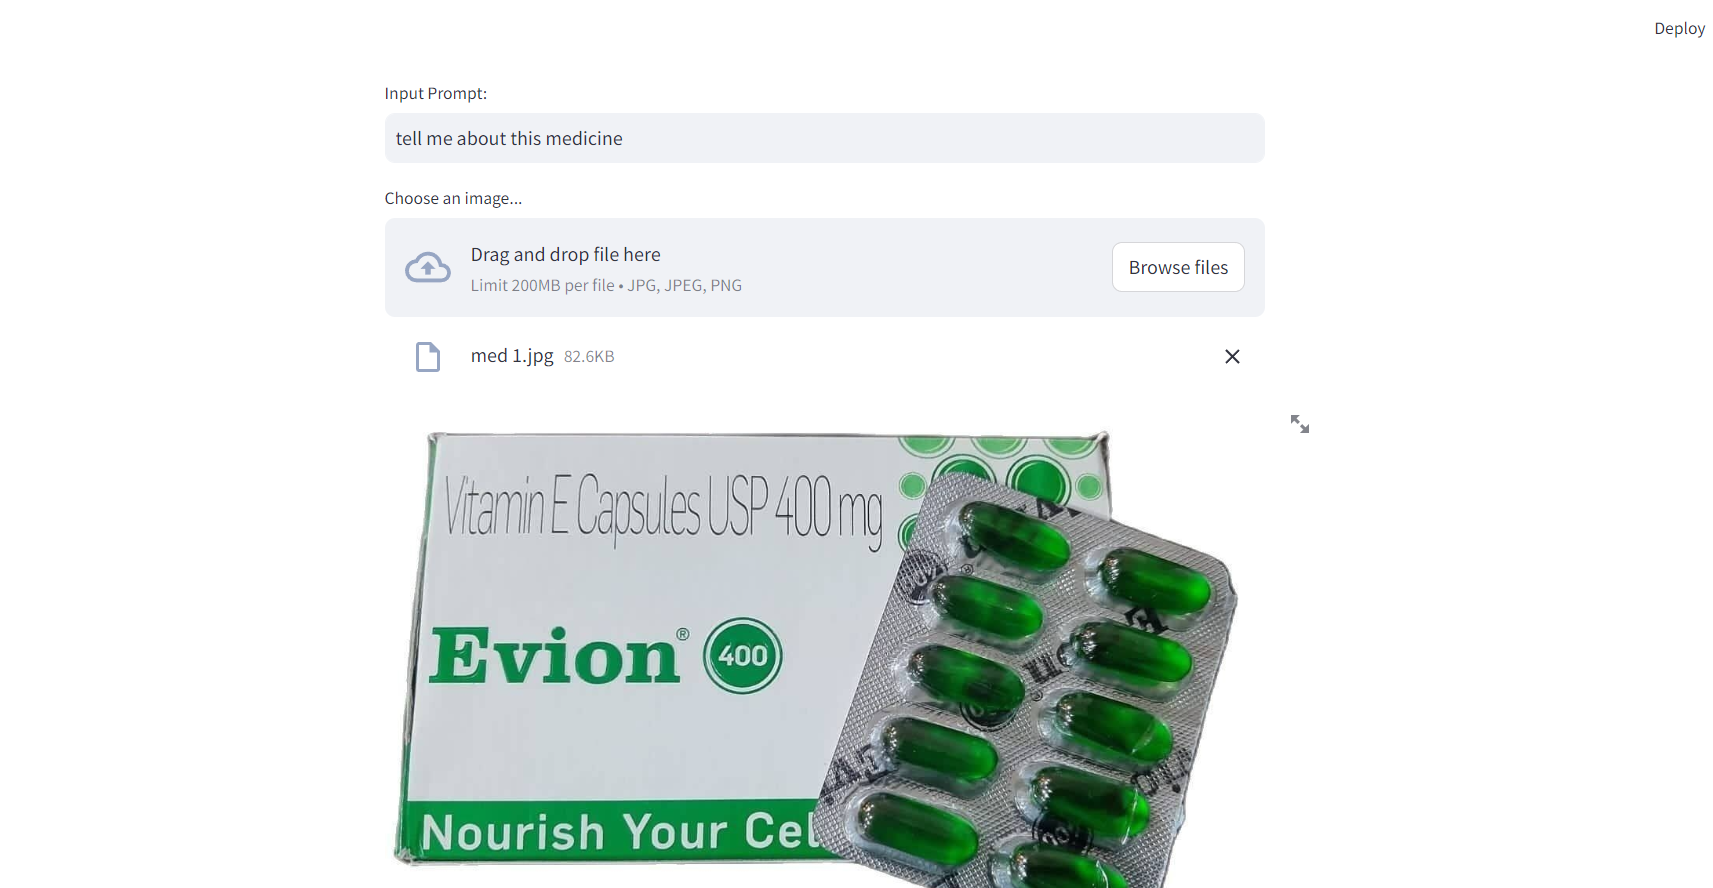 Deploy
Input Prompt:
tell me about this medicine
Choose an image...
Drag and drop file here
Limit 200MB per file • JPG, JPEG, PNG
Browse files
med 1.jpg 82.6KB
Vitamin E Capsules USP 400 mg
Evion® 400
Nourish Your Cel